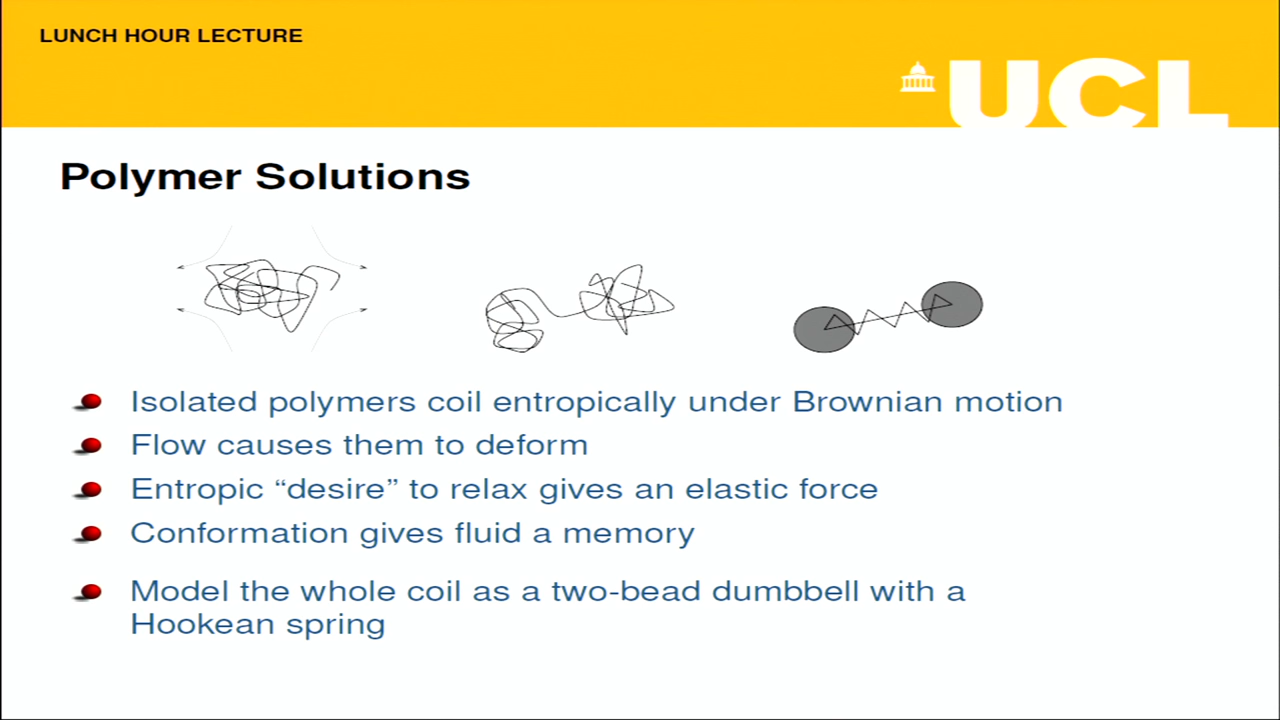 LUNCH HOUR LECTURE
UCL
Polymer Solutions
Isolated polymers coil entropically under Brownian motion
Flow causes them to deform
Entropic “desire” to relax gives an elastic force
Conformation gives fluid a memory
Model the whole coil as a two-bead dumbbell with a
Hookean spring